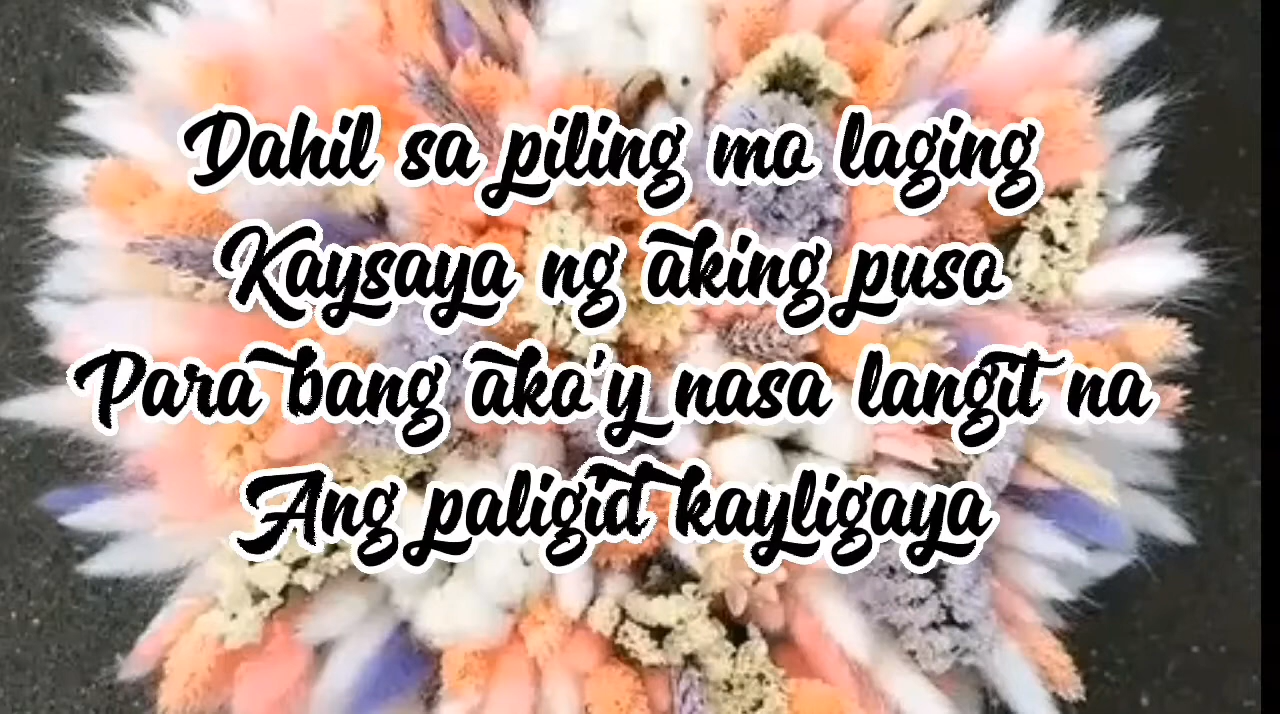 Dahil sa piling mo laging
Kaysaya ng aking puso
Para bang ako'y nasa langit na
Ang paligid kayligaya